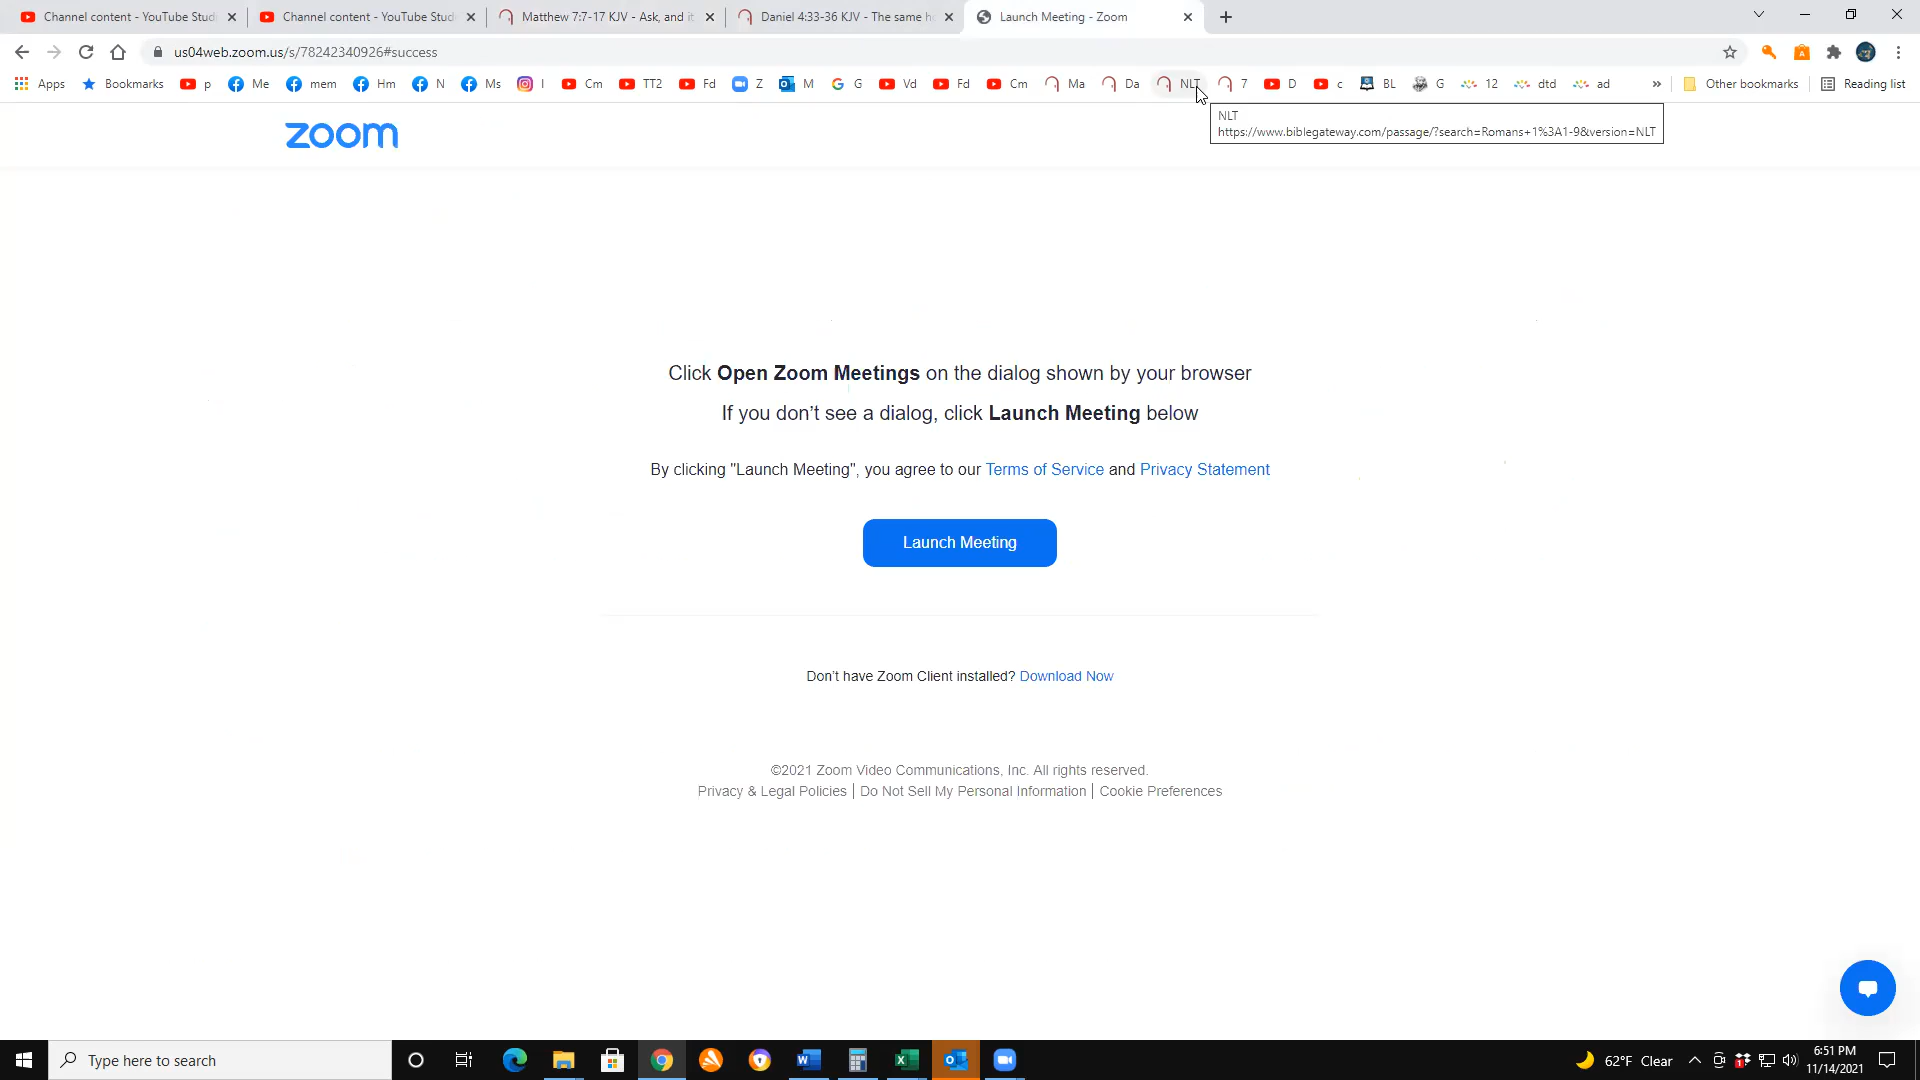 Channel content - YouTube Studi
Channel content - YouTube Studi
Matthew 7:7-17 KJV - Ask, and it
Daniel 4:33-36 KJV - The same h
Launch Meeting - Zoom
us04web.zoom.us/s/78242340926#success
Apps Bookmarks p Me mem Hm N Ms I Cm TT2 Fd Z M G Vd Fd Cm Ma Da NLT 7 D c BL G 12 dtd ad » Other bookmarks Reading list
NLT
https://www.biblegateway.com/passage/?search=Romans+1%3A1-9&version=NLT
zoom
Click Open Zoom Meetings on the dialog shown by your browser
If you don’t see a dialog, click Launch Meeting below
By clicking "Launch Meeting", you agree to our Terms of Service and Privacy Statement
Launch Meeting
Don’t have Zoom Client installed? Download Now
©2021 Zoom Video Communications, Inc. All rights reserved.
Privacy & Legal Policies | Do Not Sell My Personal Information | Cookie Preferences
Type here to search
62°F Clear
6:51 PM
11/14/2021